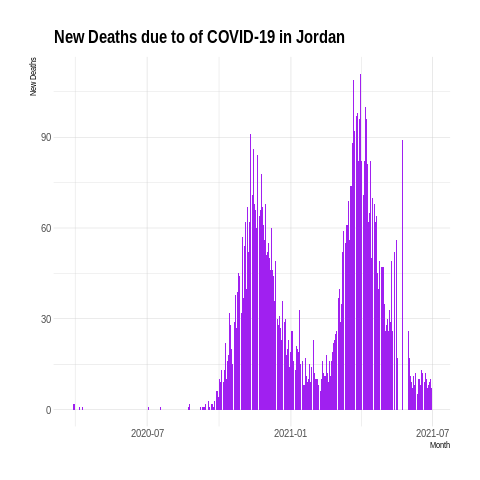 New Deaths due to of COVID-19 in Jordan
New Deaths
90
60
30
0
2020-07
2021-01
2021-07
Month